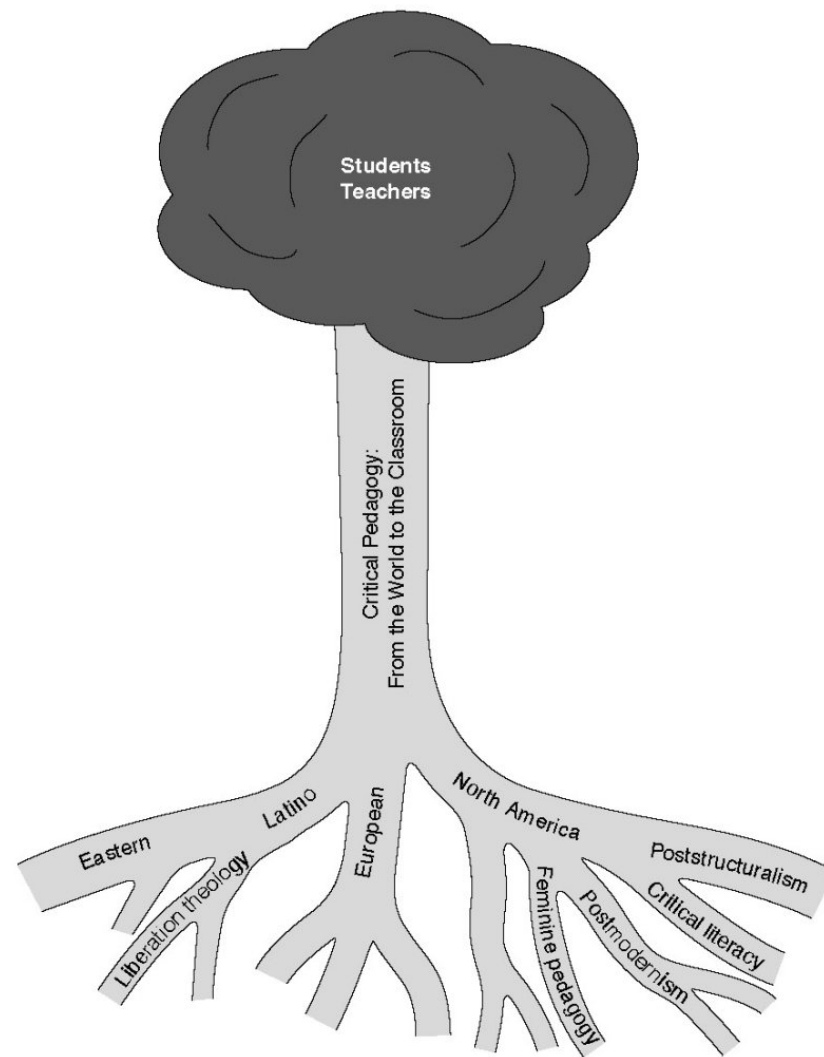 Students
Teachers
Critical Pedagogy:
From the World to the Classroom
Eastern
Latino
Liberation theology
European
North America
Feminine pedagogy
Postmodernism
Critical literacy
Poststructuralism